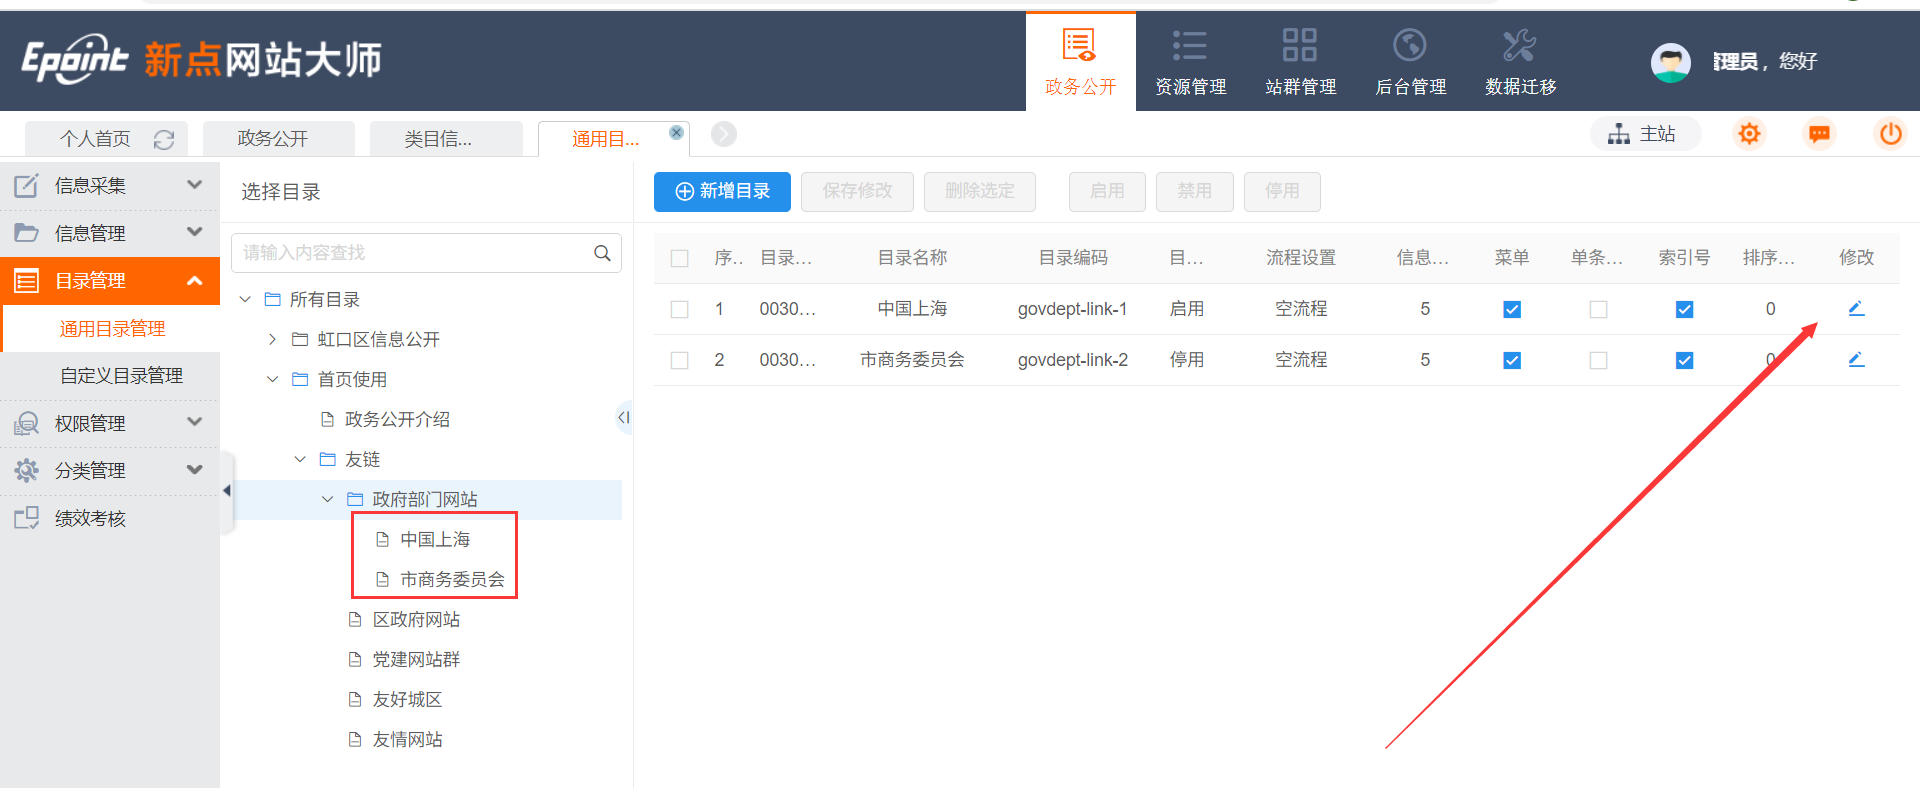 Epoint 新点网站大师
政务公开 资源管理 站群管理 后台管理 数据迁移
管理员， 您好
个人首页 政务公开 类目信... 通用目... 主站
信息采集
信息管理
目录管理
通用目录管理
自定义目录管理
权限管理
分类管理
绩效考核
选择目录
请输入内容查找
所有目录
虹口区信息公开
首页使用
政务公开介绍
友链
政府部门网站
中国上海
市商务委员会
区政府网站
党建网站群
友好城区
友情网站
新增目录 保存修改 删除选定 启用 禁用 停用
序.. 目录... 目录名称 目录编码 目... 流程设置 信息... 菜单 单条... 索引号 排序... 修改
1 0030... 中国上海 govdept-link-1 启用 空流程 5 0
2 0030... 市商务委员会 govdept-link-2 停用 空流程 5 0